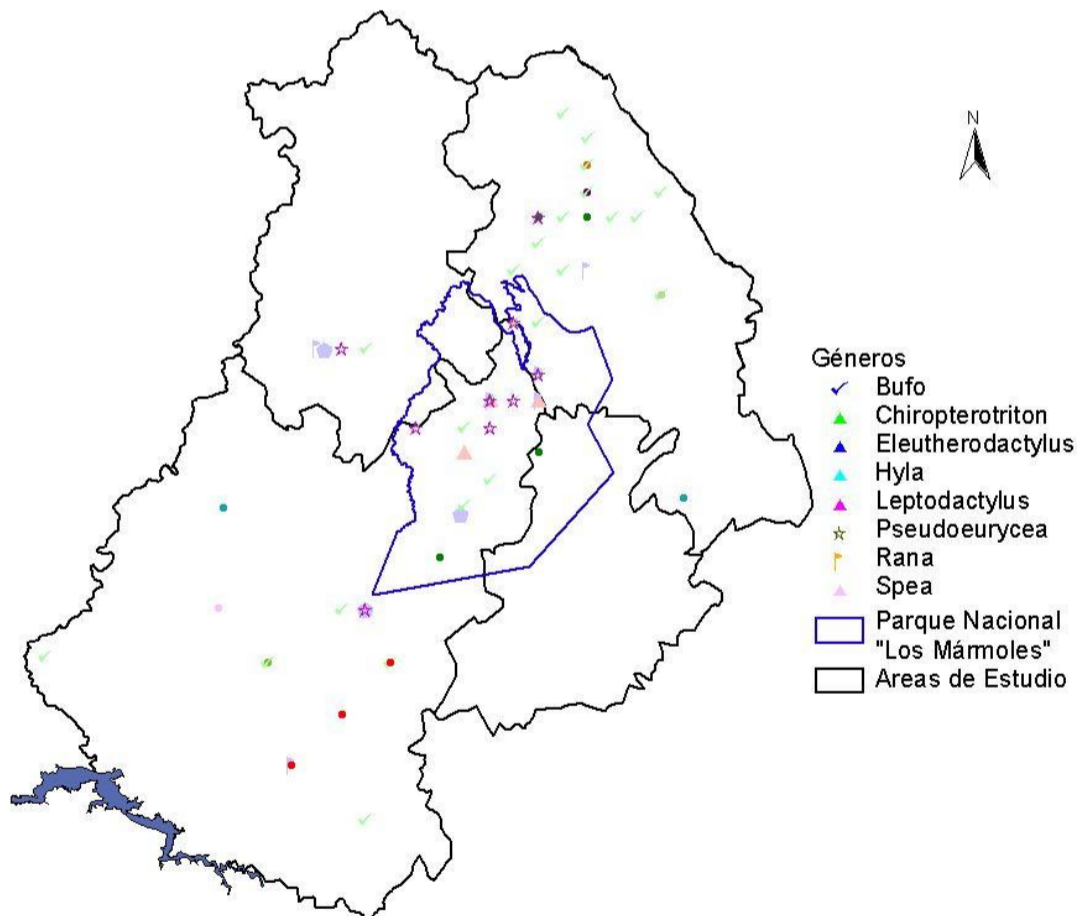 N
Géneros
Bufo
Chiropterotriton
Eleutherodactylus
Hyla
Leptodactylus
Pseudoeurycea
Rana
Spea
Parque Nacional
"Los Mármoles"
Areas de Estudio